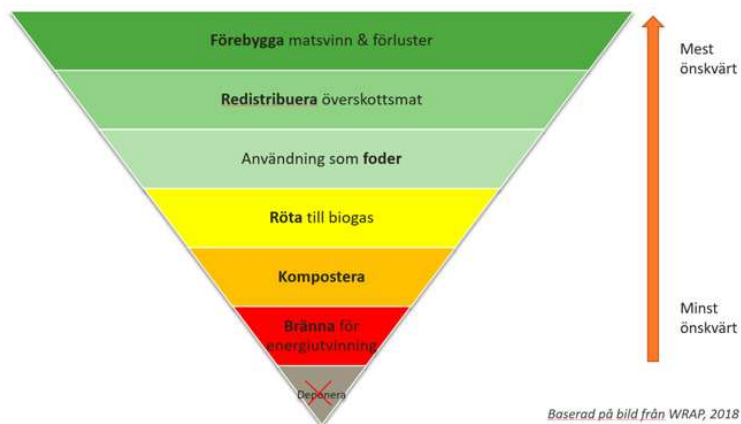 Förebygga matsvinn & förluster
Redistribuera överskottsmat
Användning som foder
Röta till biogas
Kompostera
Bränna för
energiutvinning
Deponera
Mest
önskvärt
Minst
önskvärt
Baserad på bild från WRAP, 2018